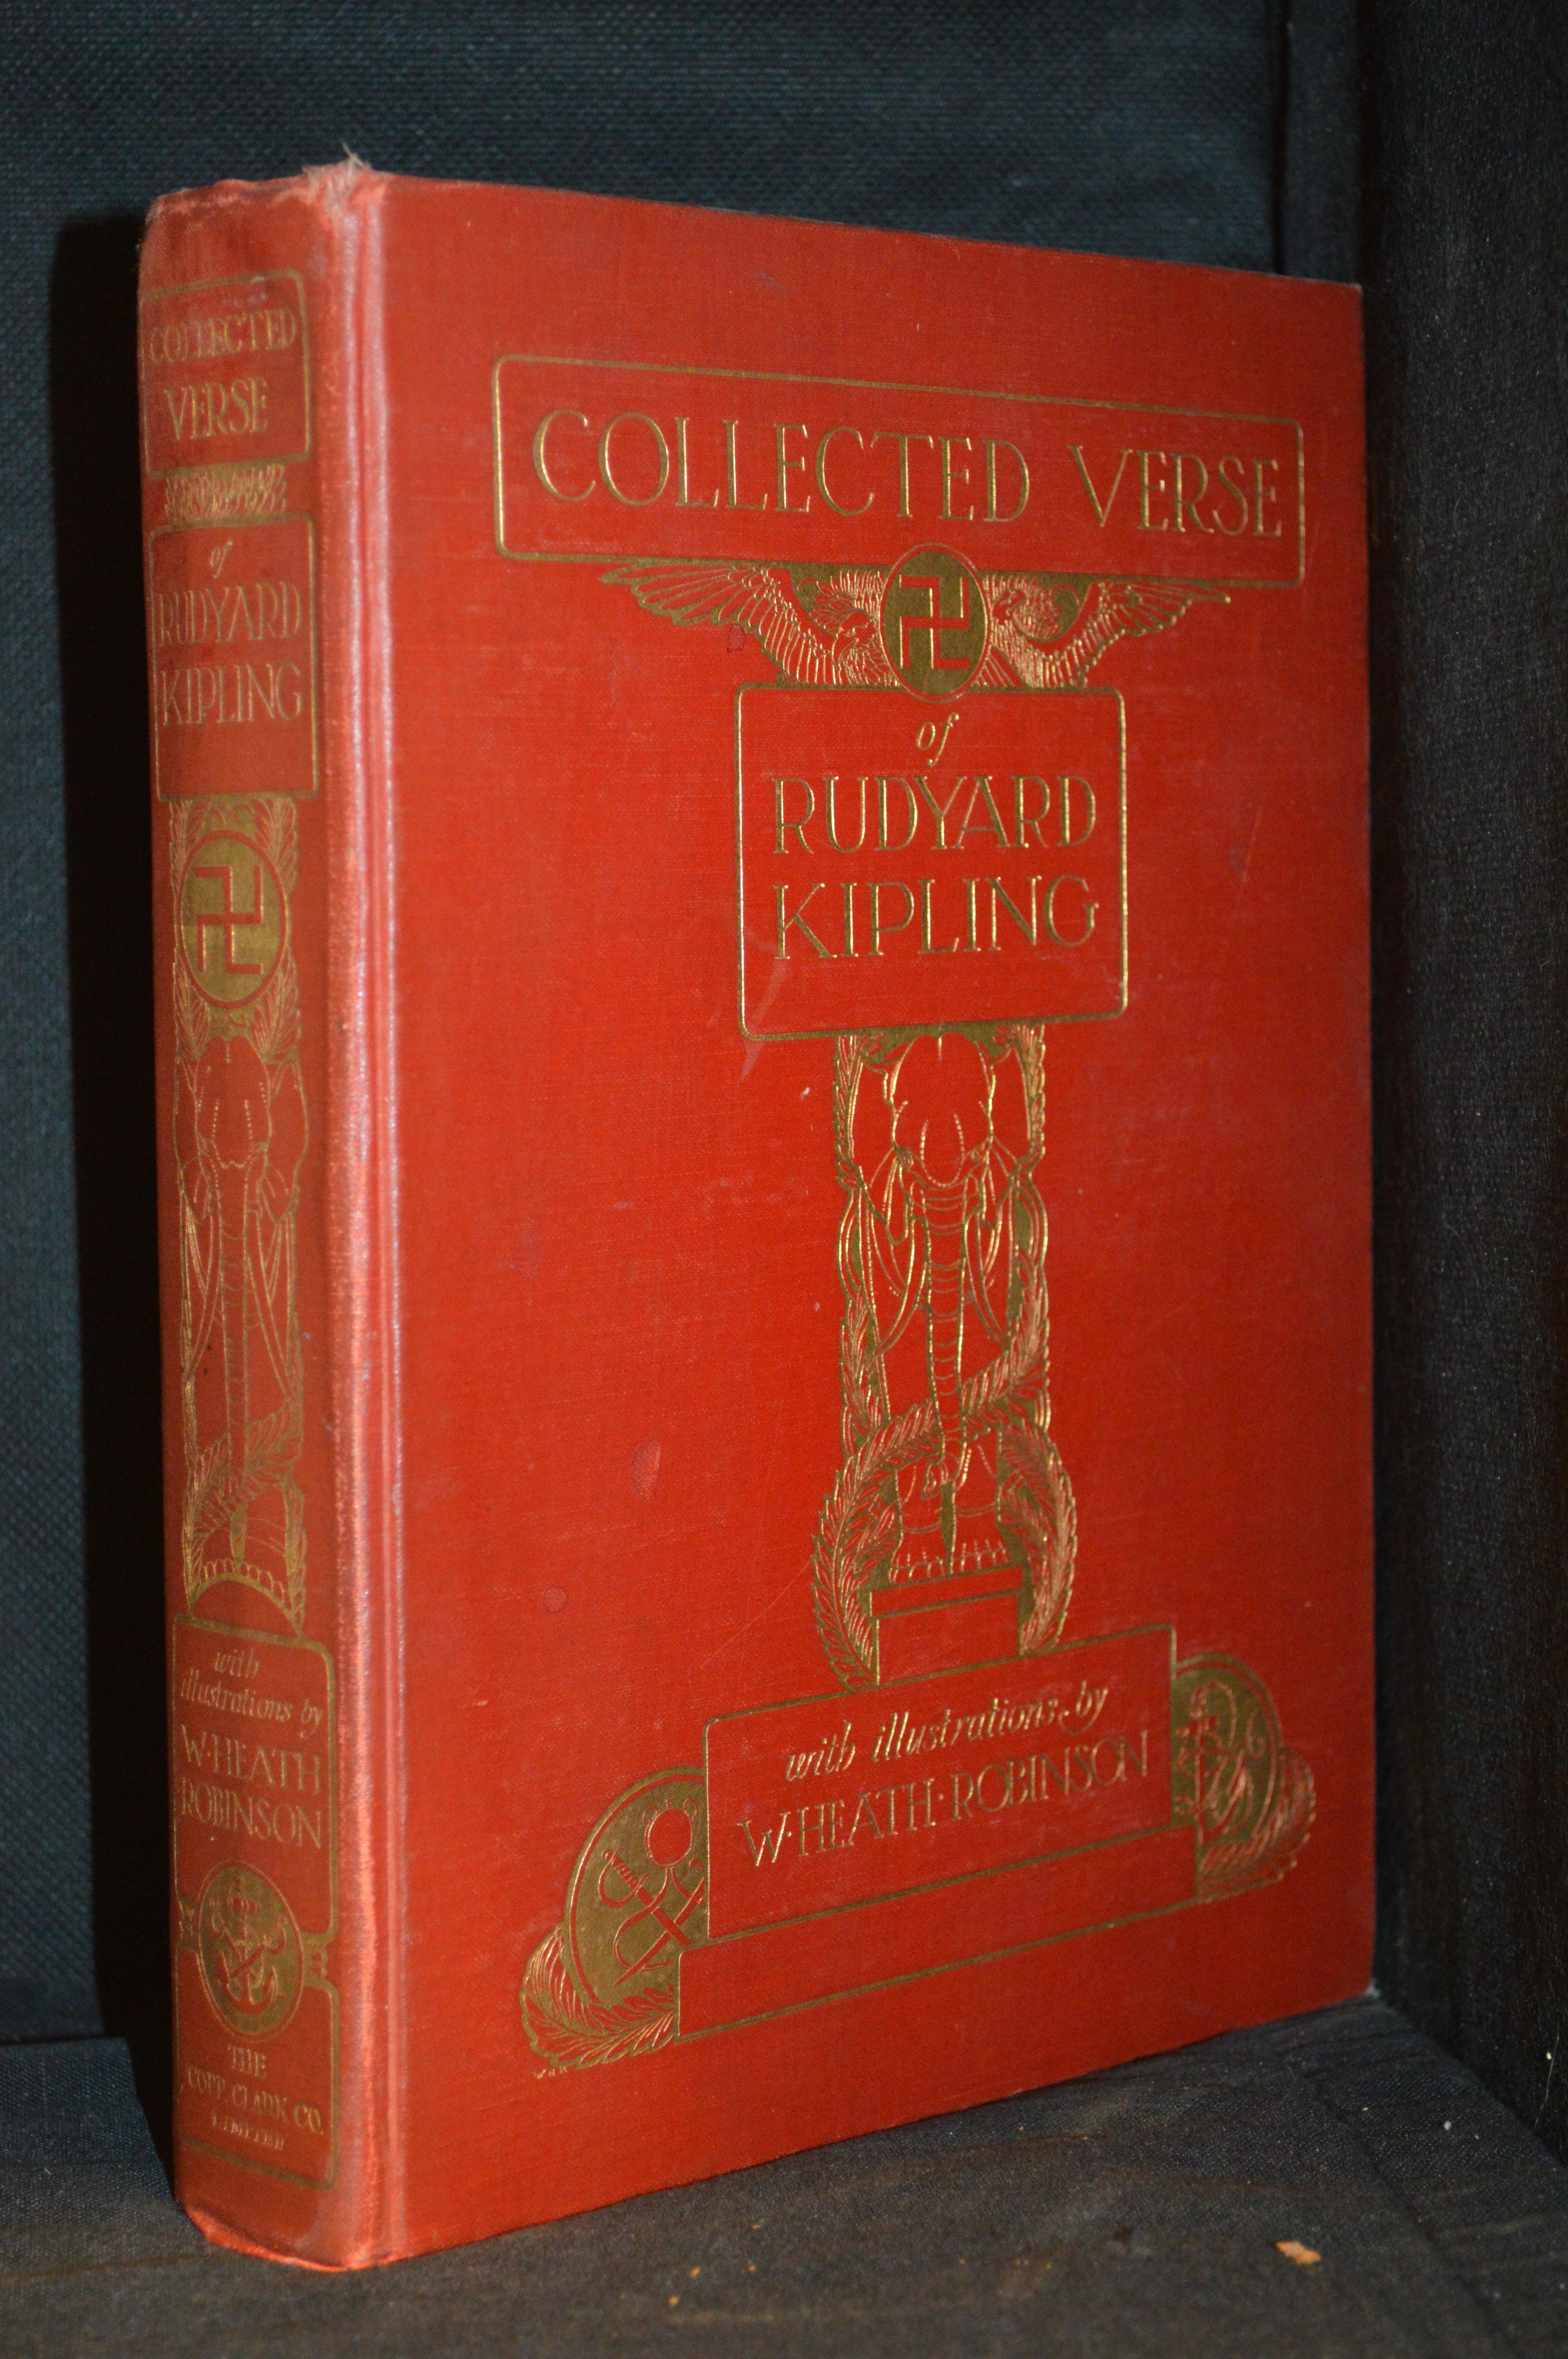 COLLECTED
VERSE
of
RUDYARD
KIPLING
with
illustrations by
W·HEATH
ROBINSON
THE
COPP. CLARK CO.
LIMITED
COLLECTED VERSE
of
RUDYARD
KIPLING
with illustrations by
W·HEATH·ROBINSON
W·H·R